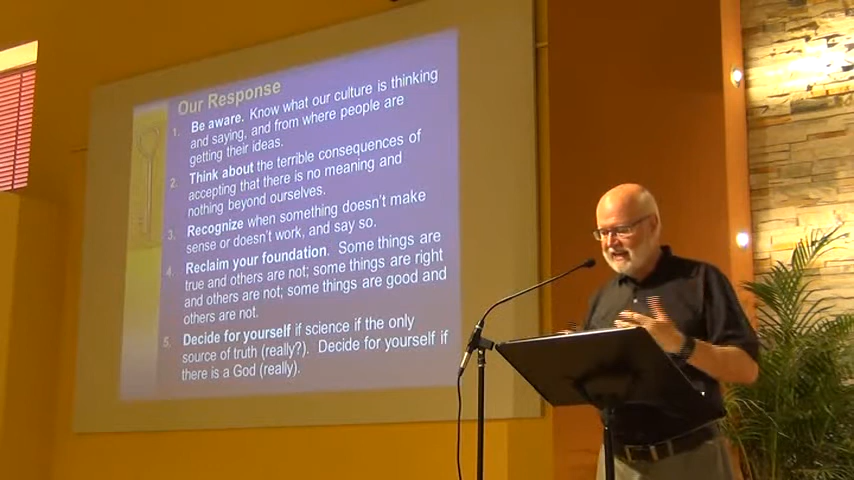 Our Response
1. Be aware. Know what our culture is thinking
and saying, and from where people are
getting their ideas.
2. Think about the terrible consequences of
accepting that there is no meaning and
nothing beyond ourselves.
3. Recognize when something doesn't make
sense or doesn't work, and say so.
4. Reclaim your foundation. Some things are
true and others are not; some things are right
and others are not; some things are good and
others are not.
5. Decide for yourself if science if the only
source of truth (really?). Decide for yourself if
there is a God (really).